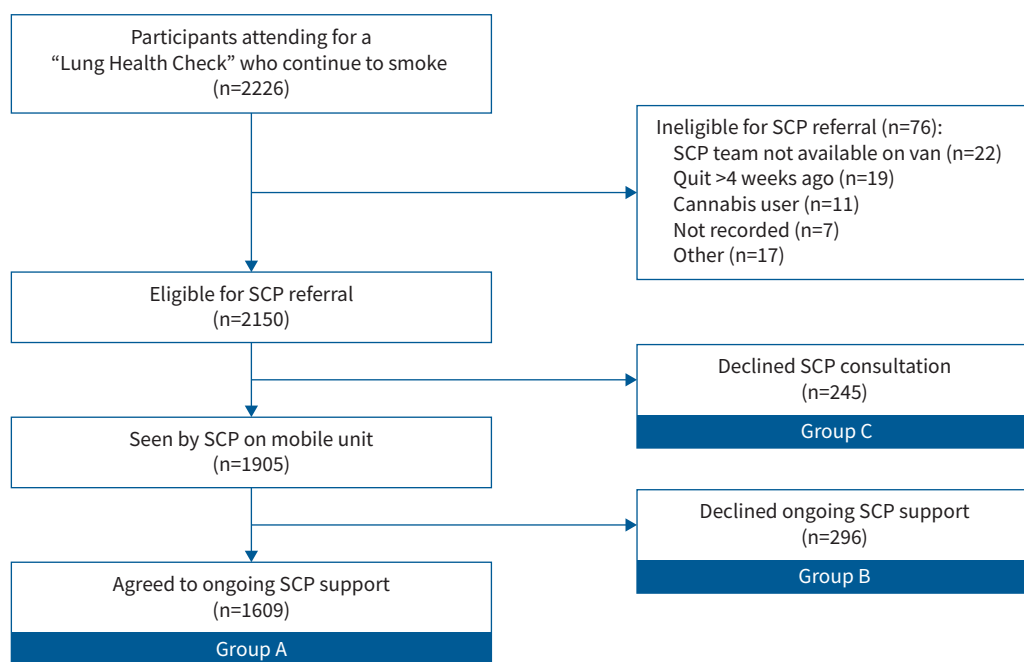 Participants attending for a
“Lung Health Check” who continue to smoke
(n=2226)
Ineligible for SCP referral (n=76):
SCP team not available on van (n=22)
Quit >4 weeks ago (n=19)
Cannabis user (n=11)
Not recorded (n=7)
Other (n=17)
Eligible for SCP referral
(n=2150)
Declined SCP consultation
(n=245)
Group C
Seen by SCP on mobile unit
(n=1905)
Declined ongoing SCP support
(n=296)
Group B
Agreed to ongoing SCP support
(n=1609)
Group A